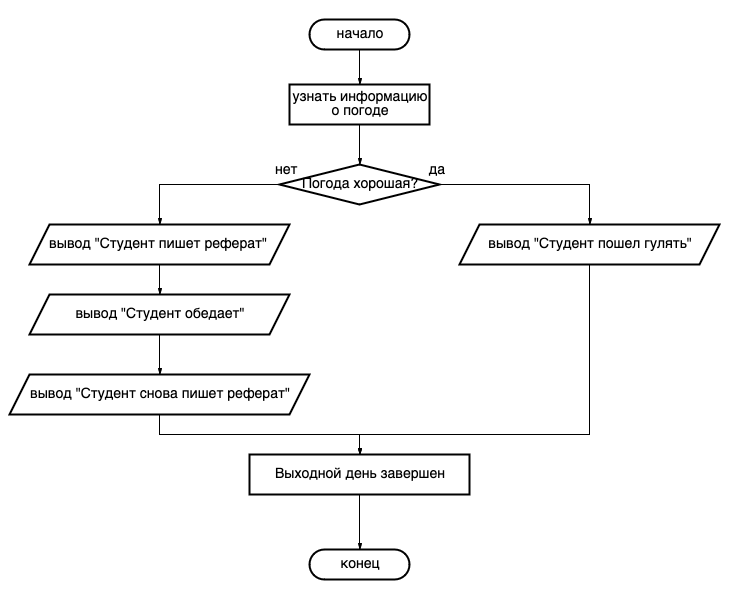 начало
узнать информацию
о погоде
нет
Погода хорошая?
да
вывод "Студент пишет реферат"
вывод "Студент пошел гулять"
вывод "Студент обедает"
вывод "Студент снова пишет реферат"
Выходной день завершен
конец